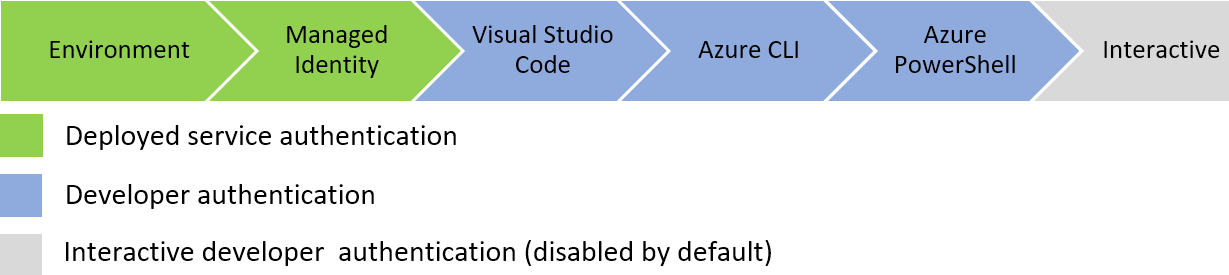 Environment
Managed
Identity
Visual Studio
Code
Azure CLI
Azure
PowerShell
Interactive
Deployed service authentication
Developer authentication
Interactive developer  authentication (disabled by default)